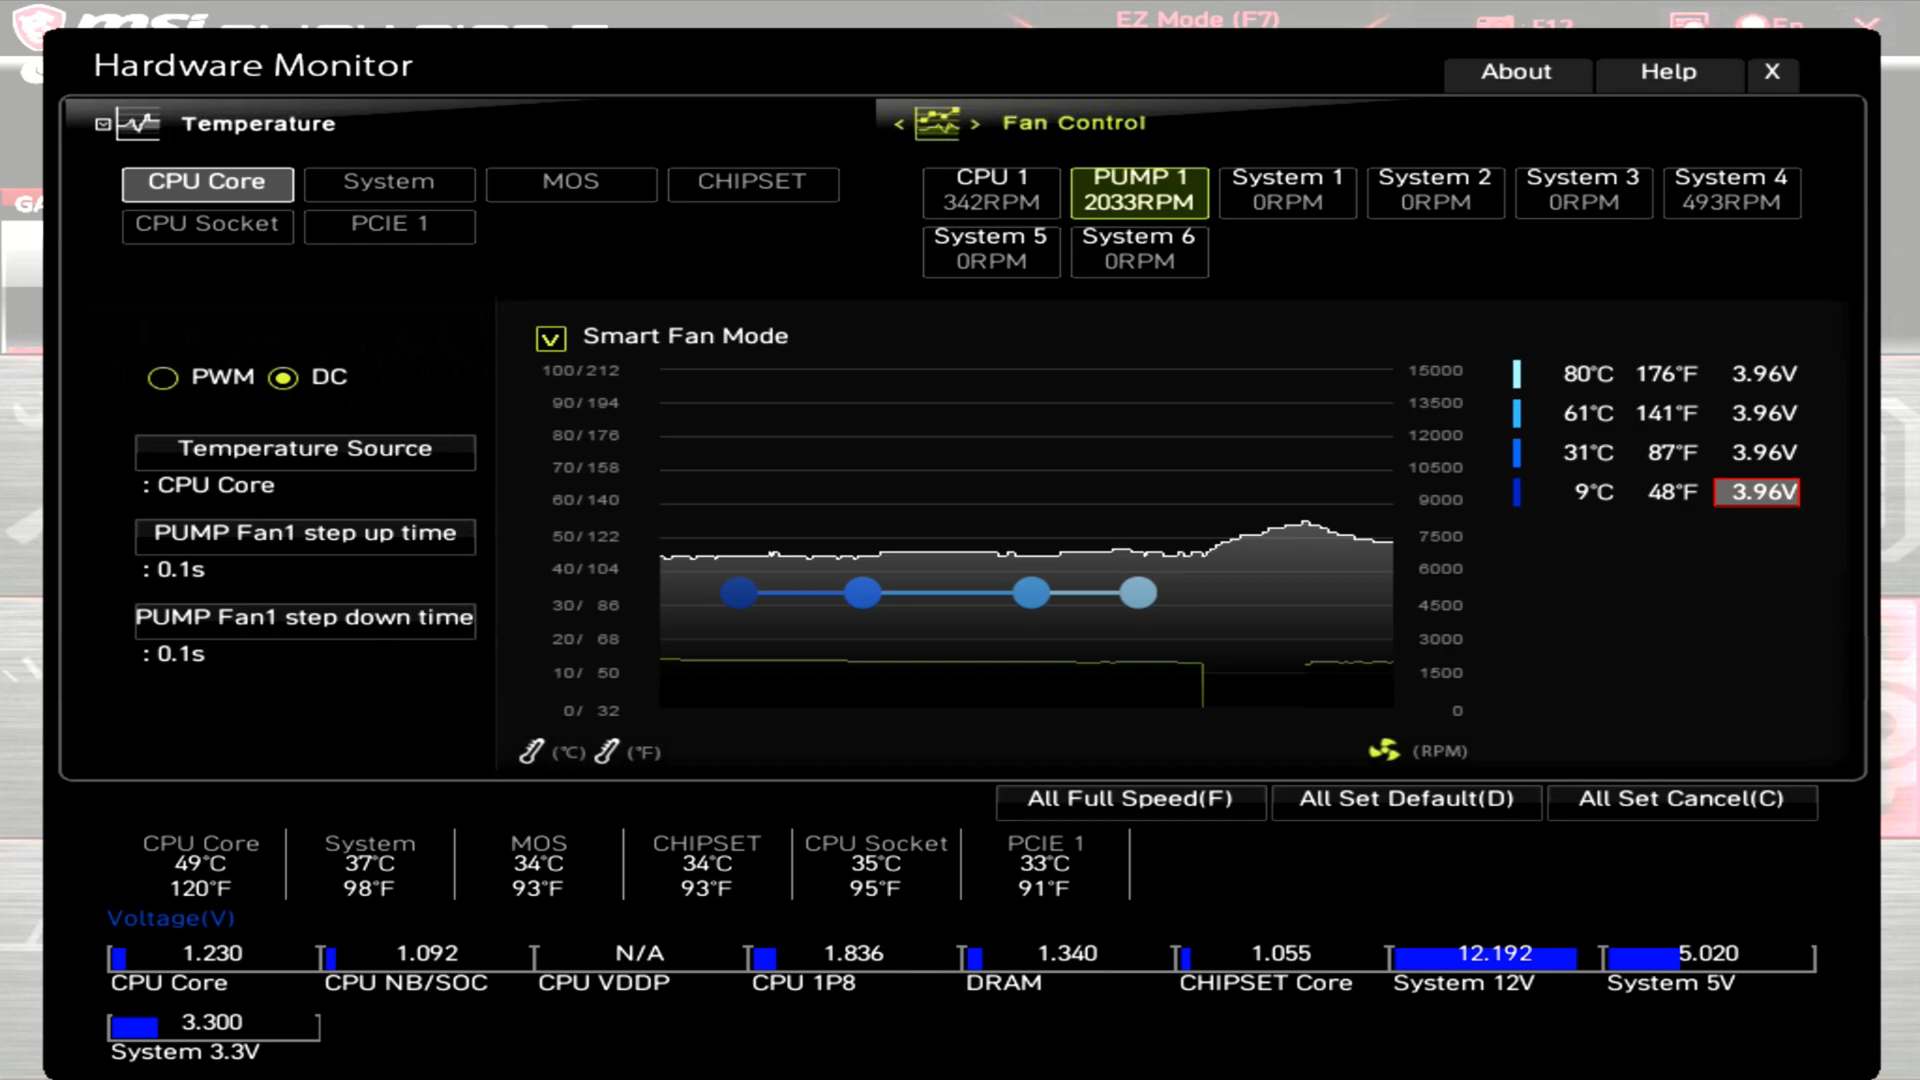 msi
EZ Mode (F7)
F12
En
Hardware Monitor
About
Help
X
Temperature
< > Fan Control
CPU Core
System
MOS
CHIPSET
CPU Socket
PCIE 1
CPU 1
342RPM
PUMP 1
2033RPM
System 1
0RPM
System 2
0RPM
System 3
0RPM
System 4
493RPM
System 5
0RPM
System 6
0RPM
GA
PWM
DC
Temperature Source
: CPU Core
PUMP Fan1 step up time
: 0.1s
PUMP Fan1 step down time
: 0.1s
Smart Fan Mode
100/212
90/194
80/176
70/158
60/140
50/122
40/104
30/ 86
20/ 68
10/ 50
0/ 32
15000
13500
12000
10500
9000
7500
6000
4500
3000
1500
0
(°C)
(°F)
(RPM)
80°C 176°F 3.96V
61°C 141°F 3.96V
31°C 87°F 3.96V
9°C 48°F 3.96V
All Full Speed(F)
All Set Default(D)
All Set Cancel(C)
CPU Core
49°C
120°F
System
37°C
98°F
MOS
34°C
93°F
CHIPSET
34°C
93°F
CPU Socket
35°C
95°F
PCIE 1
33°C
91°F
Voltage(V)
1.230
CPU Core
1.092
CPU NB/SOC
N/A
CPU VDDP
1.836
CPU 1P8
1.340
DRAM
1.055
CHIPSET Core
12.192
System 12V
5.020
System 5V
3.300
System 3.3V